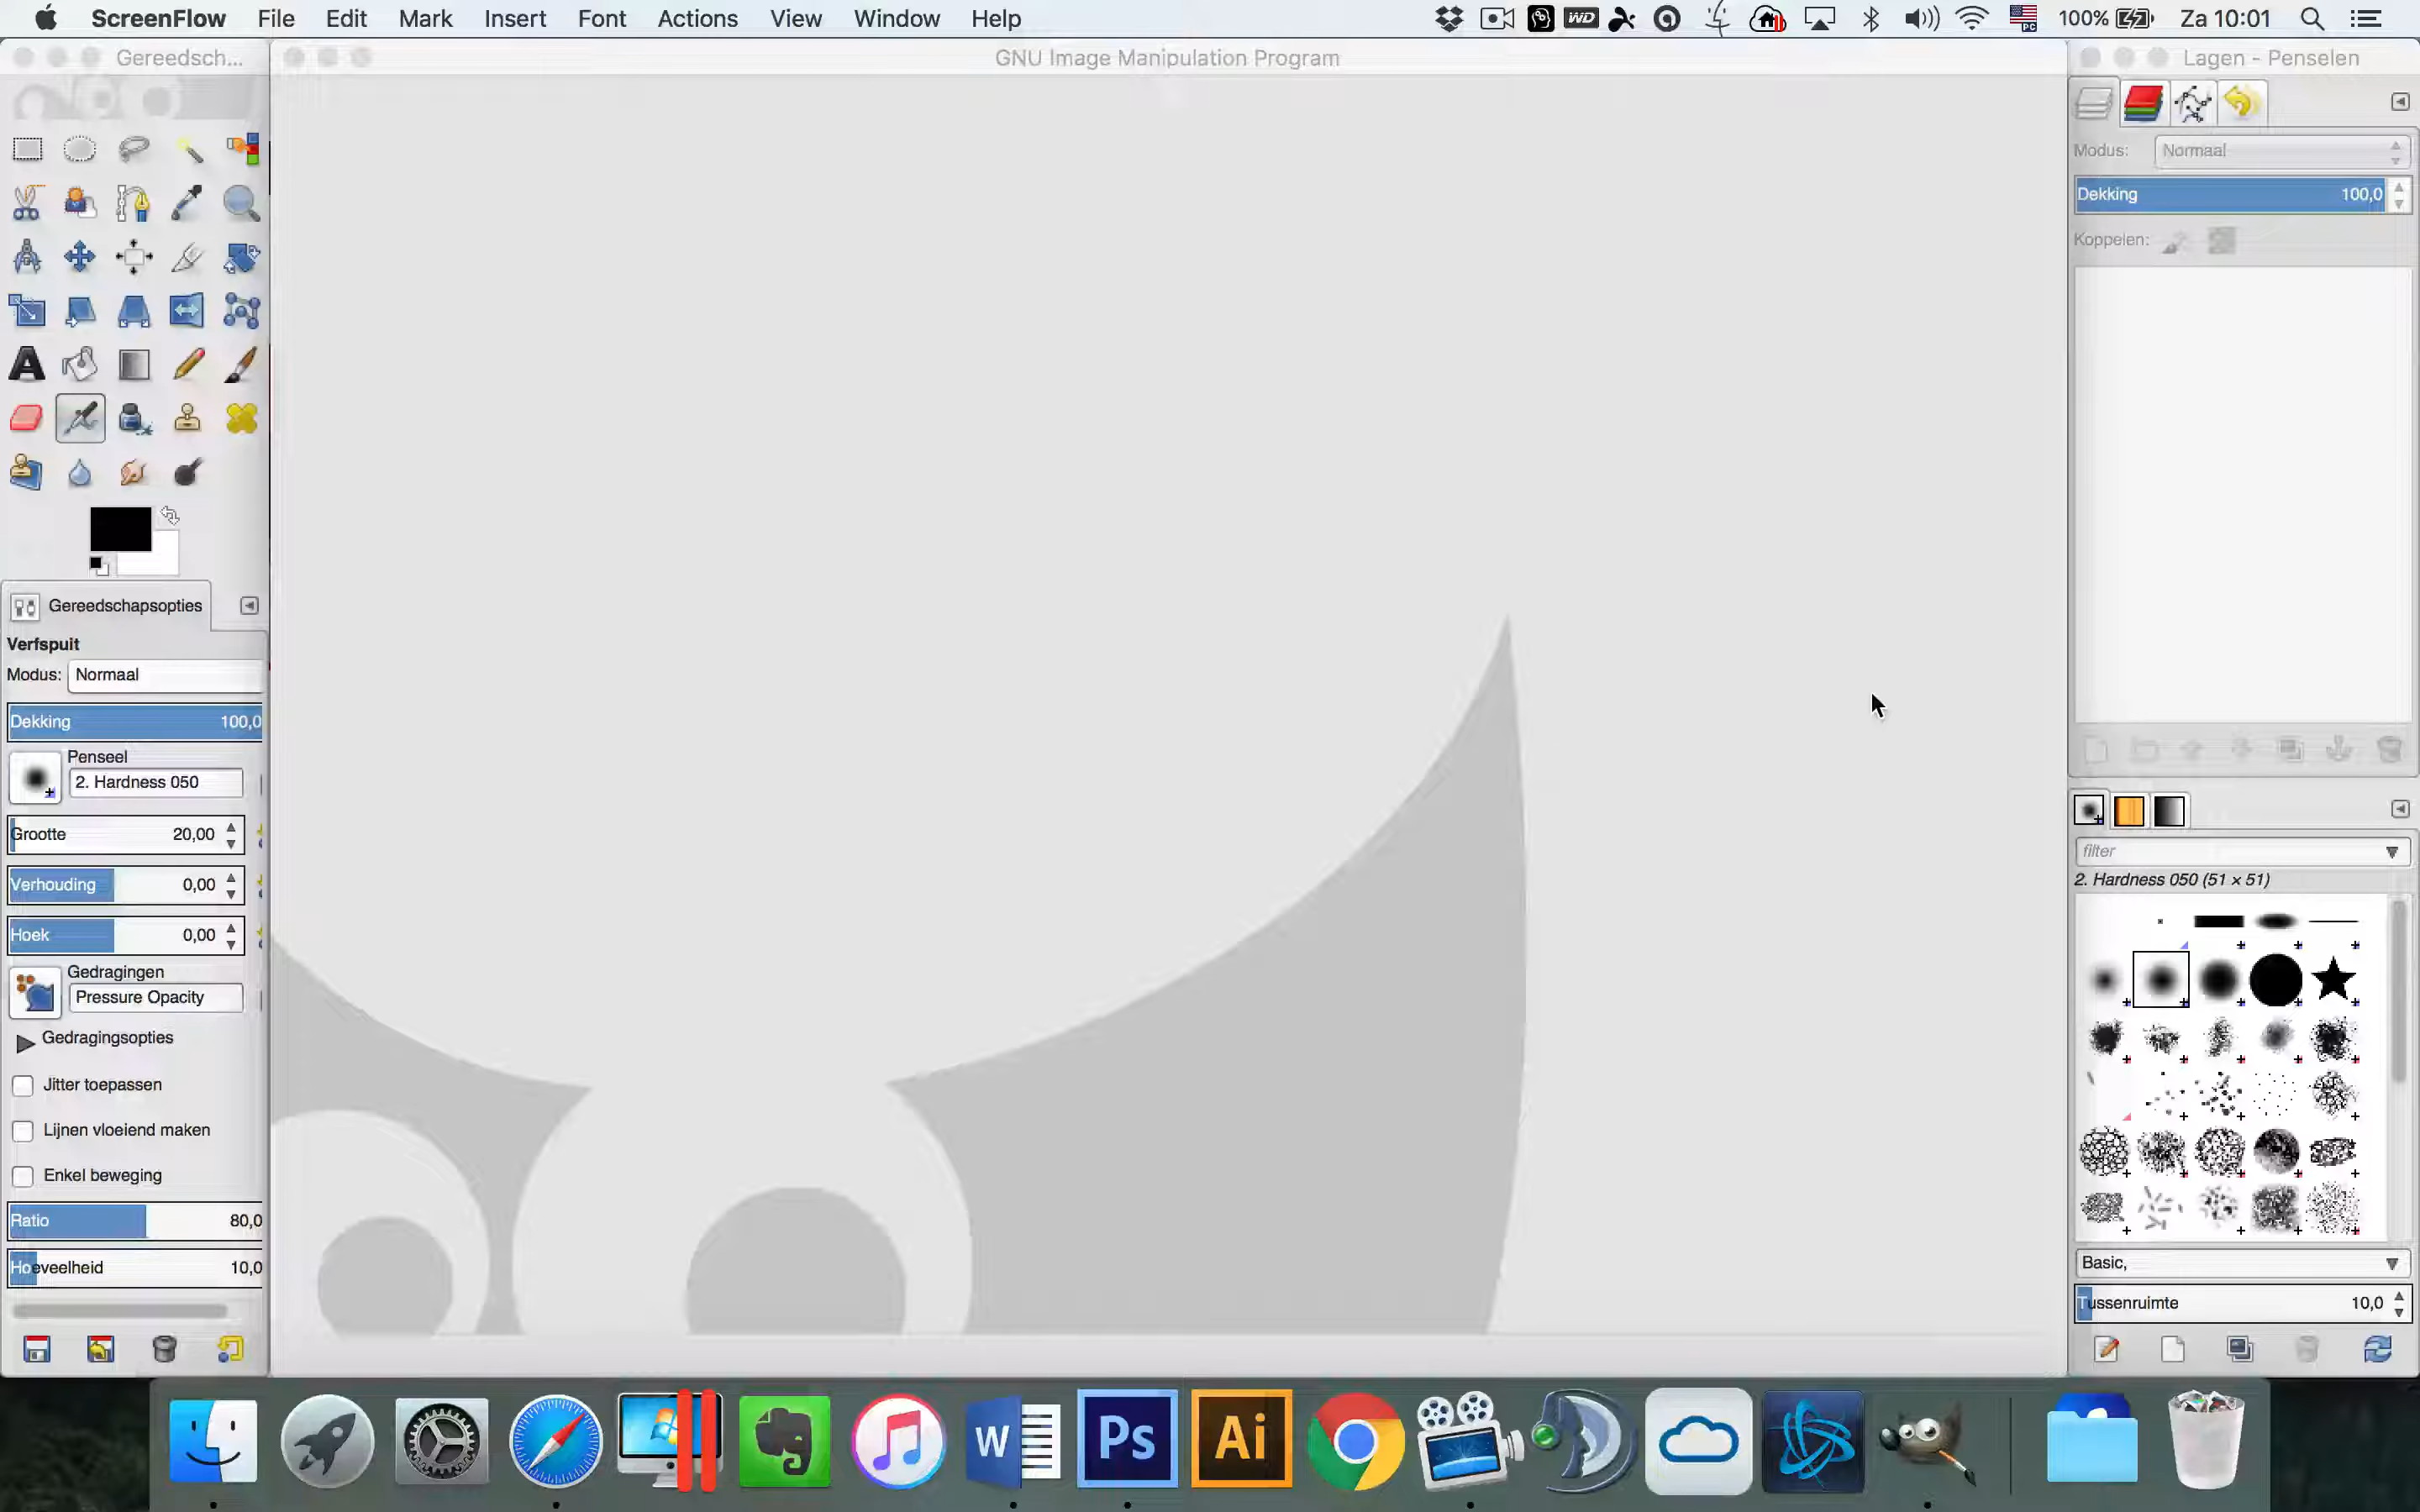 ScreenFlow File Edit Mark Insert Font Actions View Window Help WD PC 100% Za 10:01
Gereedsch... GNU Image Manipulation Program Lagen - Penselen
Modus: Normaal
Dekking 100,0
Koppelen:
A
Gereedschapsopties
Verfspuit
Modus: Normaal
Dekking 100,0
Penseel
2. Hardness 050
Grootte 20,00
Verhouding 0,00
Hoek 0,00
Gedragingen
Pressure Opacity
Gedragingsopties
Jitter toepassen
Lijnen vloeiend maken
Enkel beweging
Ratio 80,0
Hoeveelheid 10,0
filter
2. Hardness 050 (51 × 51)
Basic,
Tussenruimte 10,0
W Ps Ai